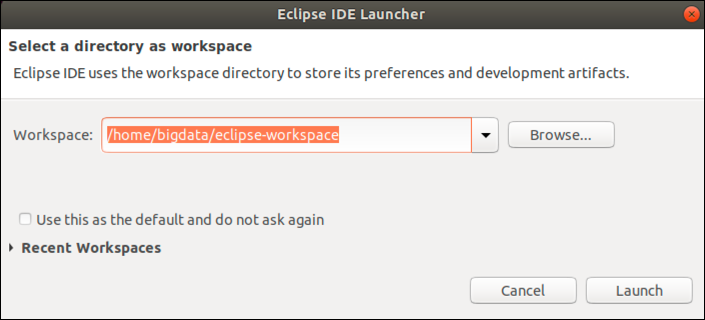 Eclipse IDE Launcher
Select a directory as workspace
Eclipse IDE uses the workspace directory to store its preferences and development artifacts.
Workspace: /home/bigdata/eclipse-workspace Browse...
Use this as the default and do not ask again
Recent Workspaces
Cancel Launch